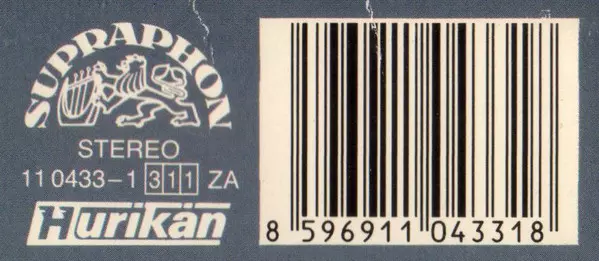 SUPRAPHON
STEREO
11 0433-1 311 ZA
Hurikán
8 596911 043318